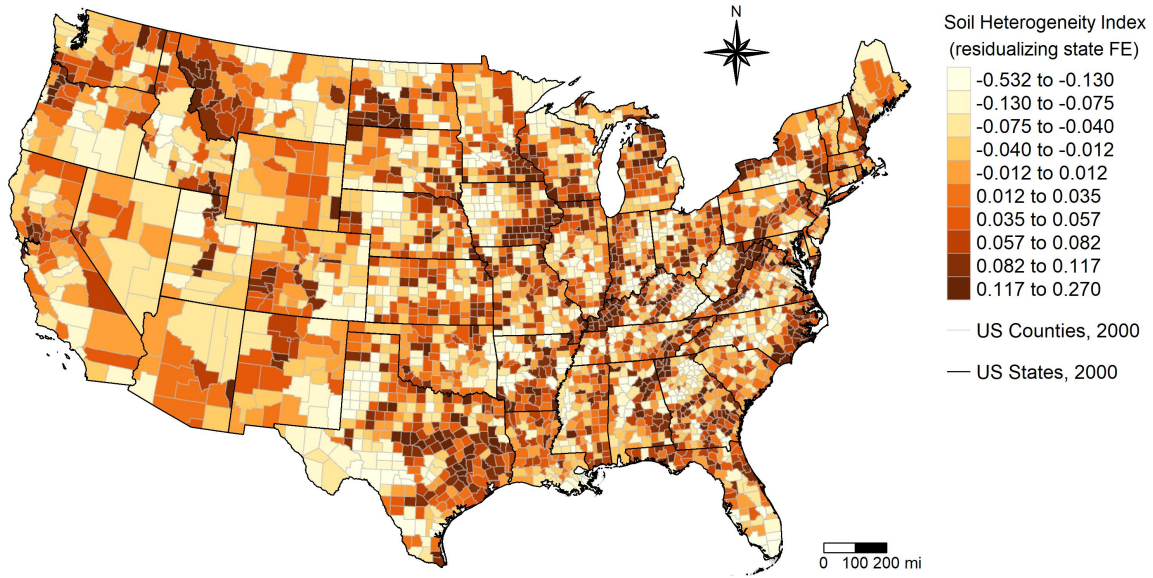 N
Soil Heterogeneity Index
(residualizing state FE)
-0.532 to -0.130
-0.130 to -0.075
-0.075 to -0.040
-0.040 to -0.012
-0.012 to 0.012
0.012 to 0.035
0.035 to 0.057
0.057 to 0.082
0.082 to 0.117
0.117 to 0.270
US Counties, 2000
US States, 2000
0 100 200 mi